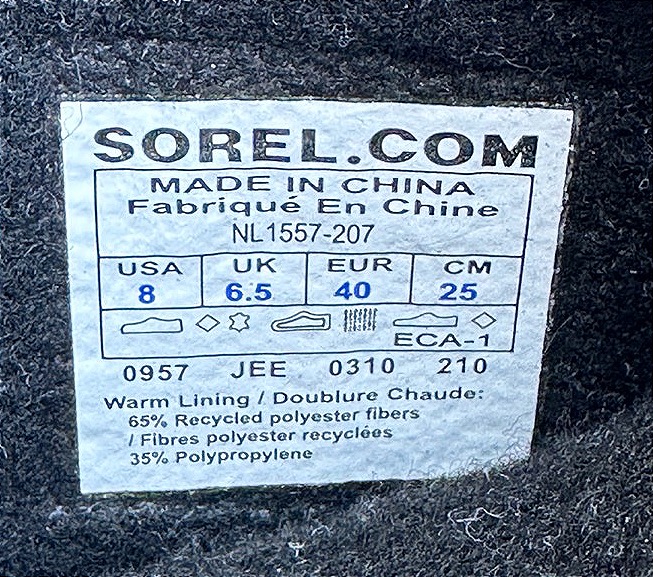 SOREL.COM
MADE IN CHINA
Fabriqué En Chine
NL1557-207
USA UK EUR CM
8 6.5 40 25
ECA-1
0957 JEE 0310 210
Warm Lining / Doublure Chaude:
65% Recycled polyester fibers
/ Fibres polyester recyclées
35% Polypropylene